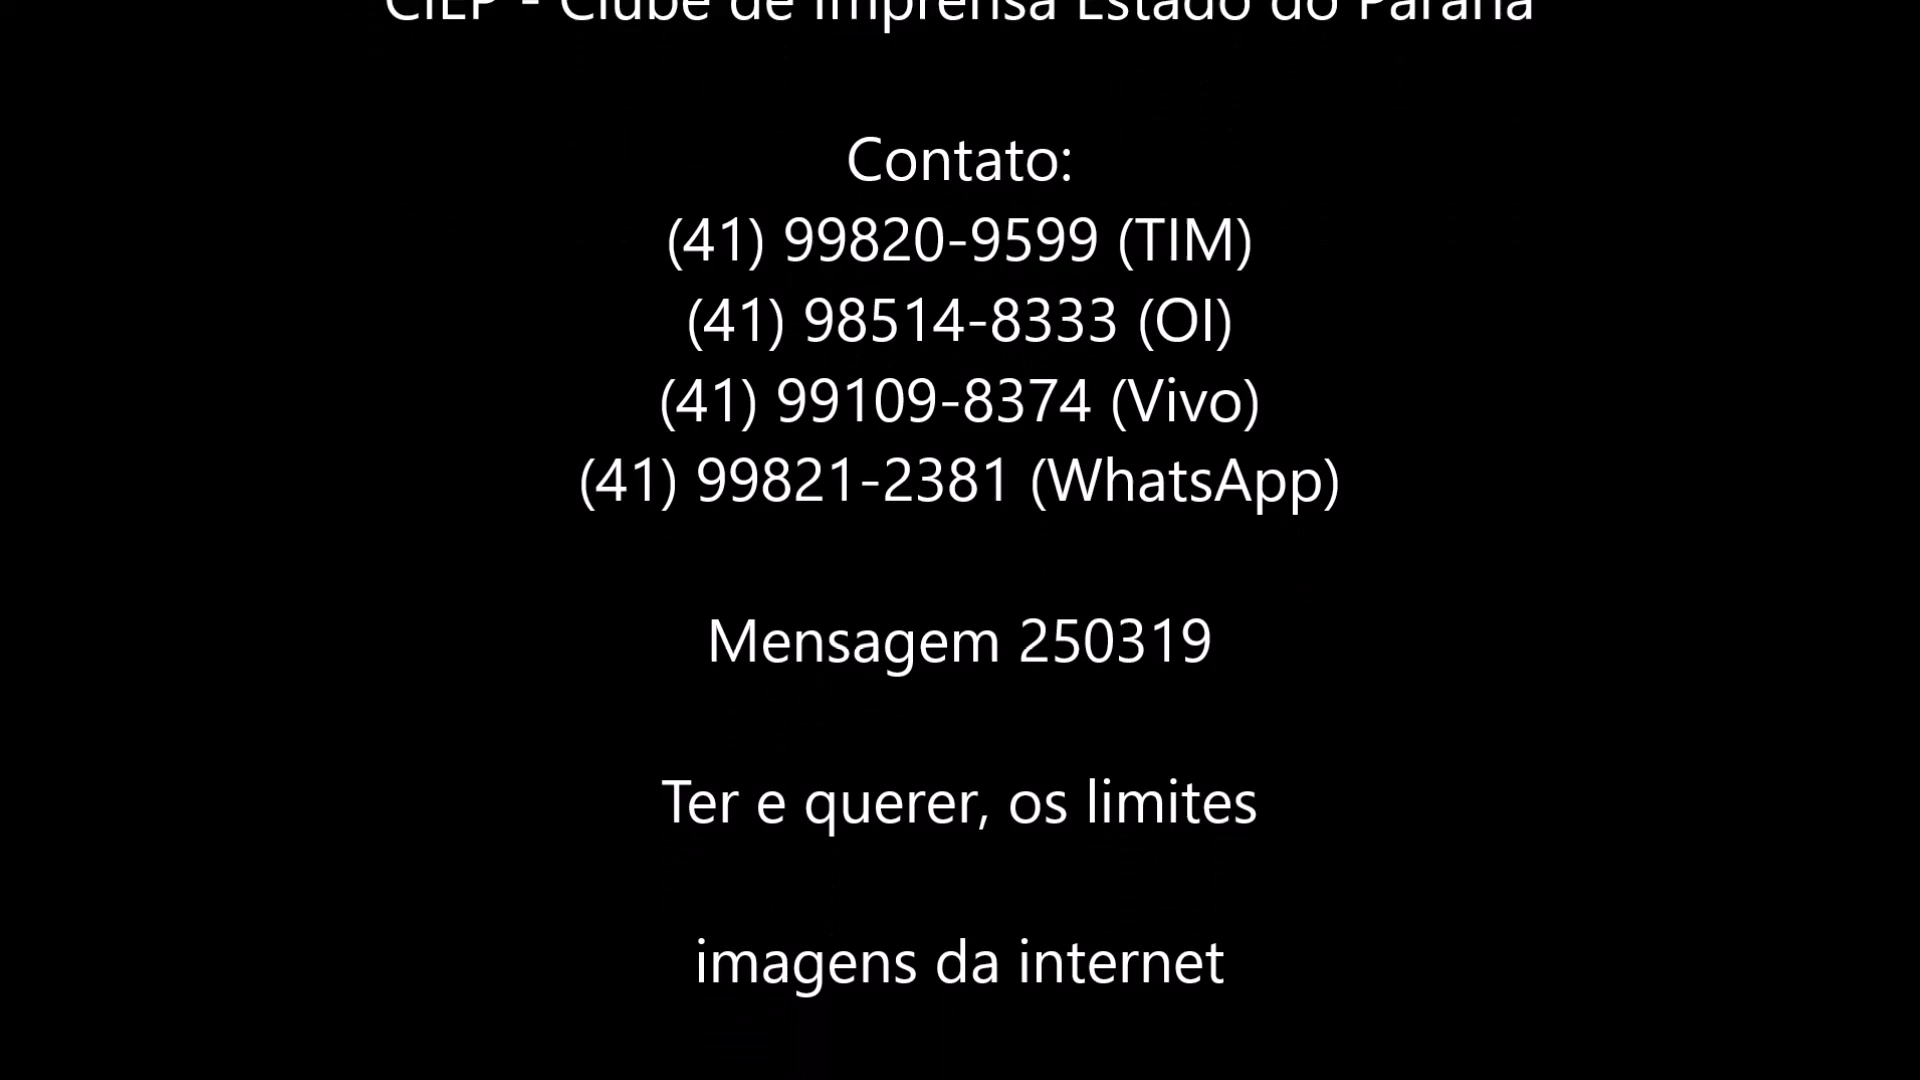 CIEP - Clube de Imprensa Estado do Paraná
Contato:
(41) 99820-9599 (TIM)
(41) 98514-8333 (OI)
(41) 99109-8374 (Vivo)
(41) 99821-2381 (WhatsApp)
Mensagem 250319
Ter e querer, os limites
imagens da internet